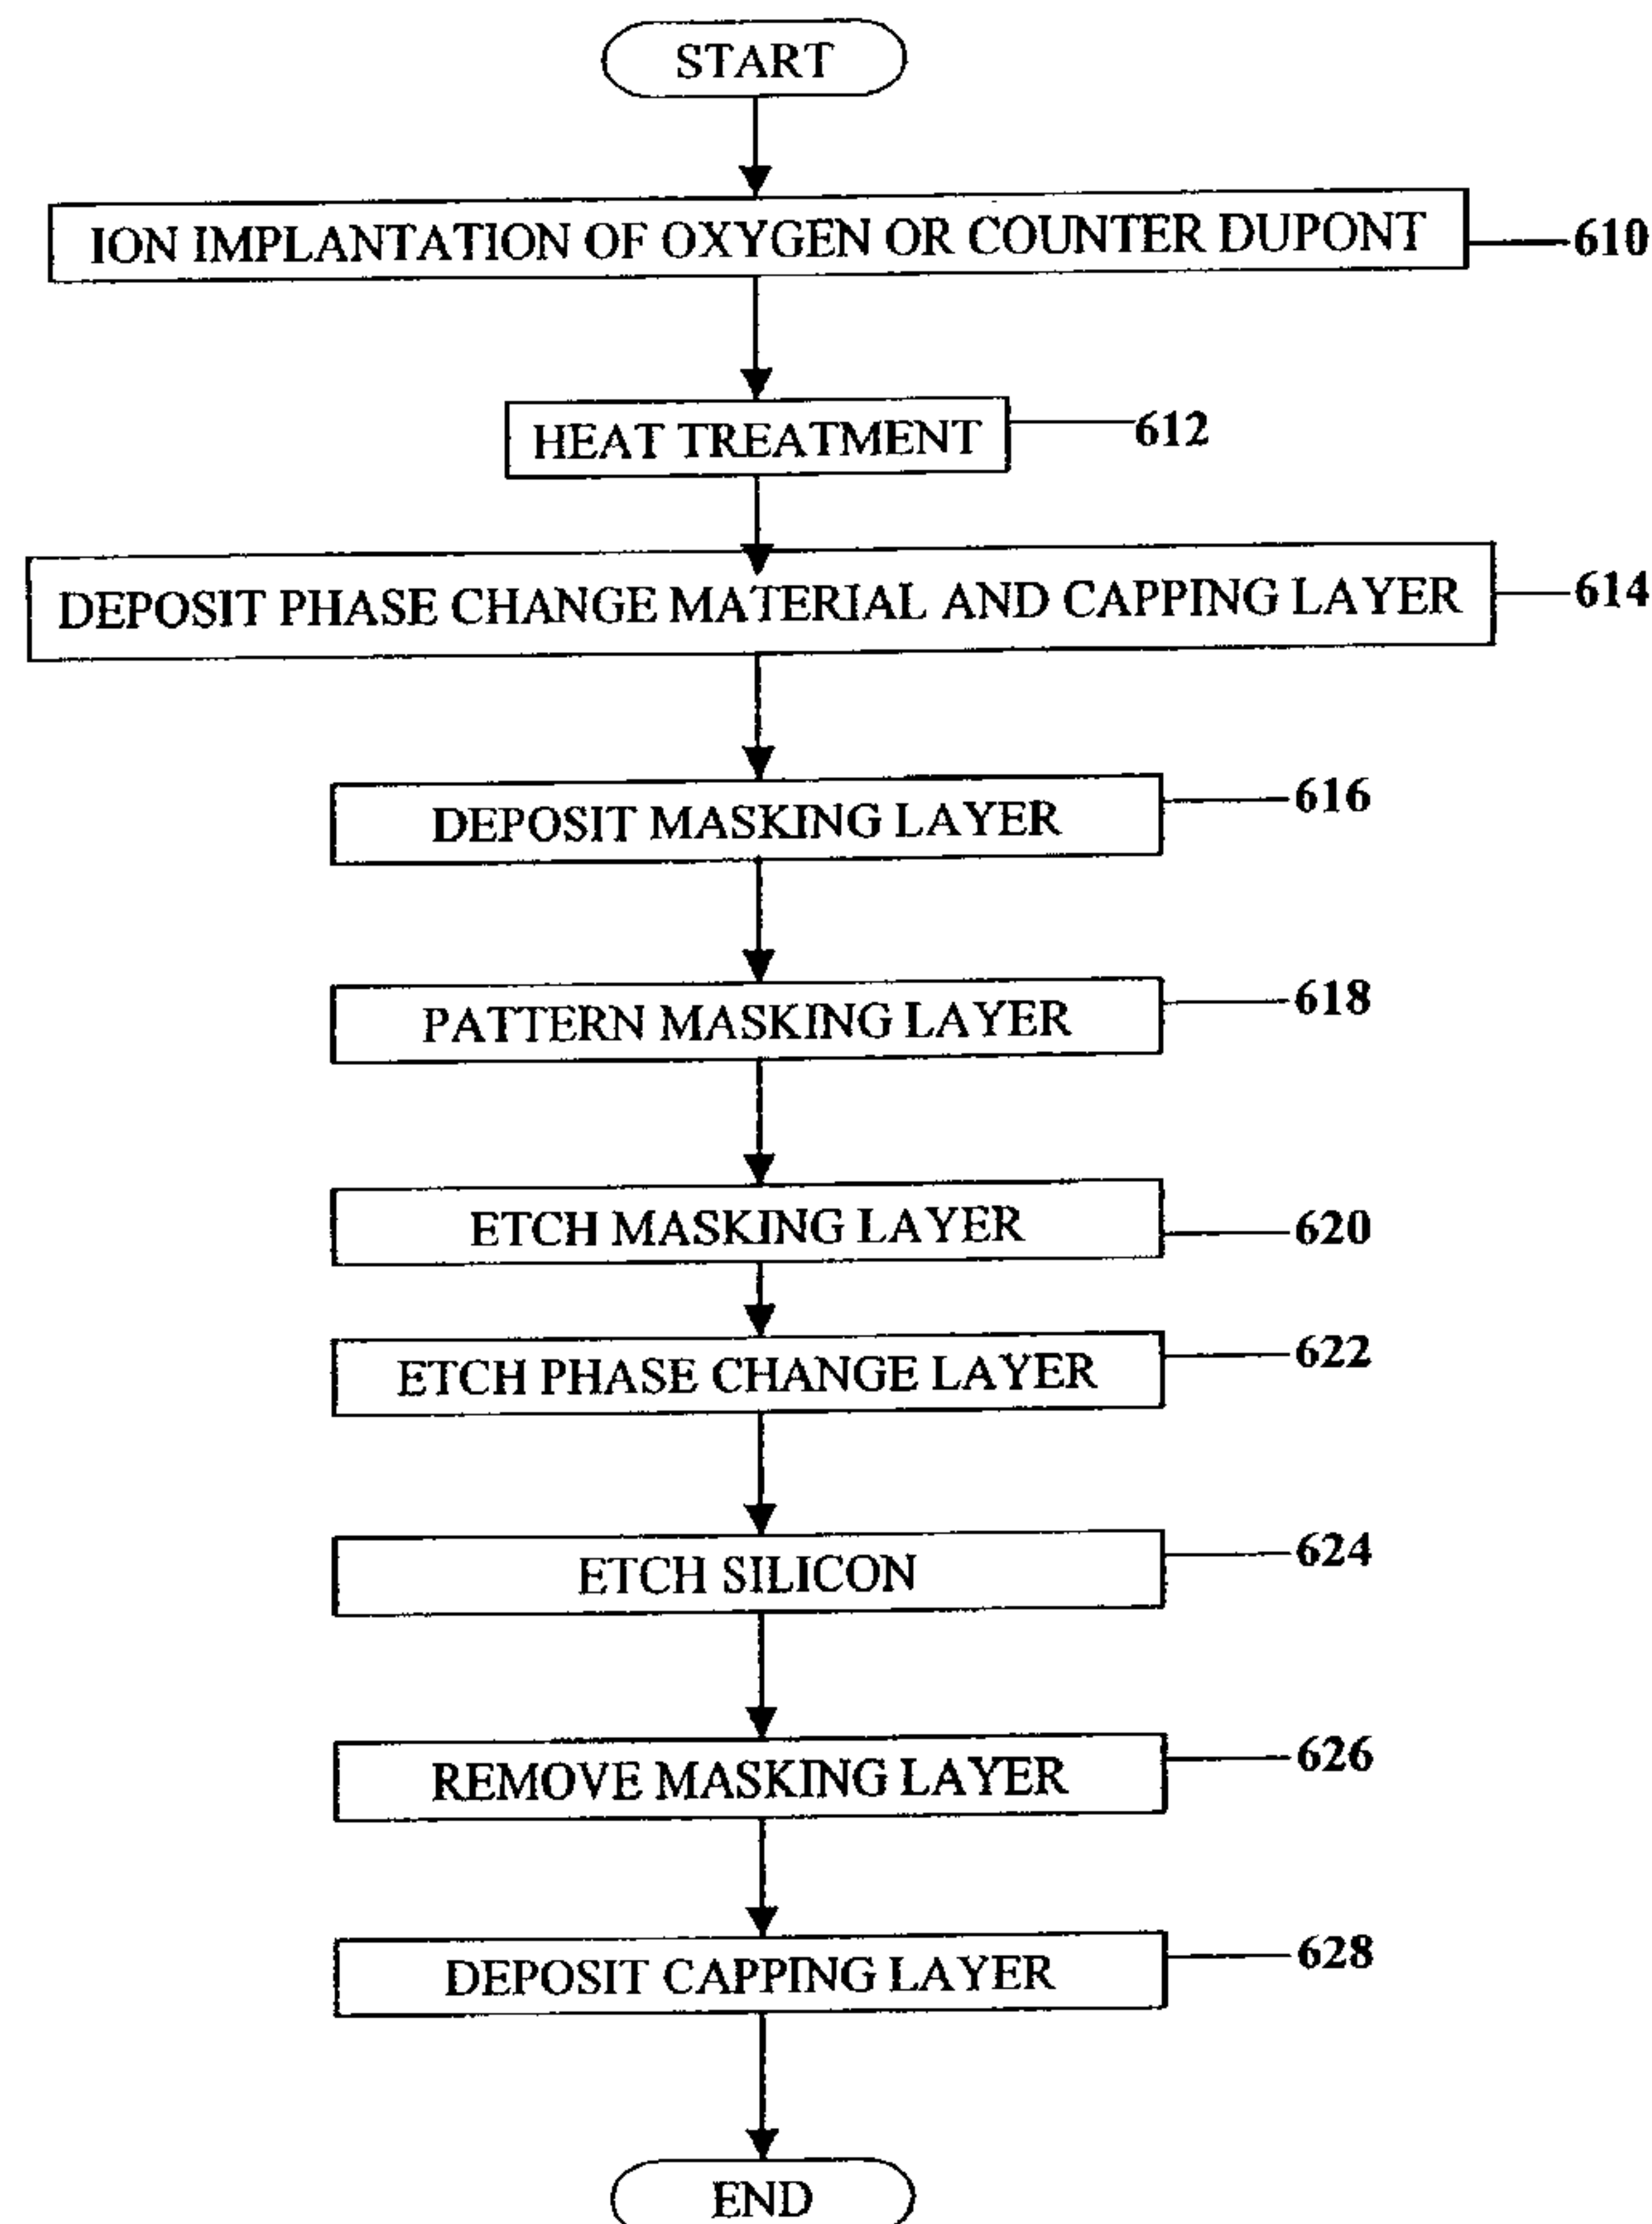 START
ION IMPLANTATION OF OXYGEN OR COUNTER DUPONT
610
HEAT TREATMENT
612
DEPOSIT PHASE CHANGE MATERIAL AND CAPPING LAYER
614
DEPOSIT MASKING LAYER
616
PATTERN MASKING LAYER
618
ETCH MASKING LAYER
620
ETCH PHASE CHANGE LAYER
622
ETCH SILICON
624
REMOVE MASKING LAYER
626
DEPOSIT CAPPING LAYER
628
END